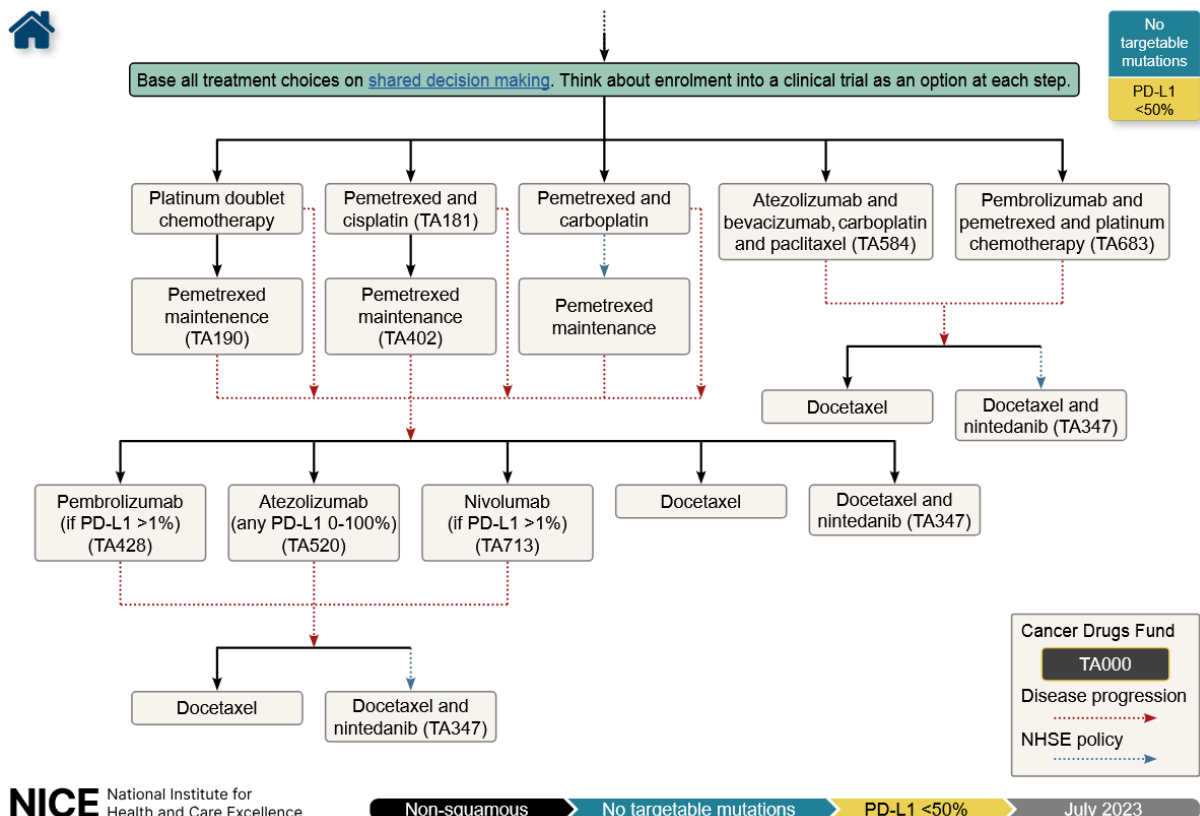 Base all treatment choices on shared decision making. Think about enrolment into a clinical trial as an option at each step.
No
targetable
mutations
PD-L1
<50%
Platinum doublet
chemotherapy
Pemetrexed and
cisplatin (TA181)
Pemetrexed and
carboplatin
Atezolizumab and
bevacizumab, carboplatin
and paclitaxel (TA584)
Pembrolizumab and
pemetrexed and platinum
chemotherapy (TA683)
Pemetrexed
maintenence
(TA190)
Pemetrexed
maintenance
(TA402)
Pemetrexed
maintenance
Docetaxel
Docetaxel and
nintedanib (TA347)
Pembrolizumab
(if PD-L1 >1%)
(TA428)
Atezolizumab
(any PD-L1 0-100%)
(TA520)
Nivolumab
(if PD-L1 >1%)
(TA713)
Docetaxel
Docetaxel and
nintedanib (TA347)
Docetaxel
Docetaxel and
nintedanib (TA347)
Cancer Drugs Fund
TA000
Disease progression
NHSE policy
NICE National Institute for
Health and Care Excellence
Non-squamous
No targetable mutations
PD-L1 <50%
July 2023